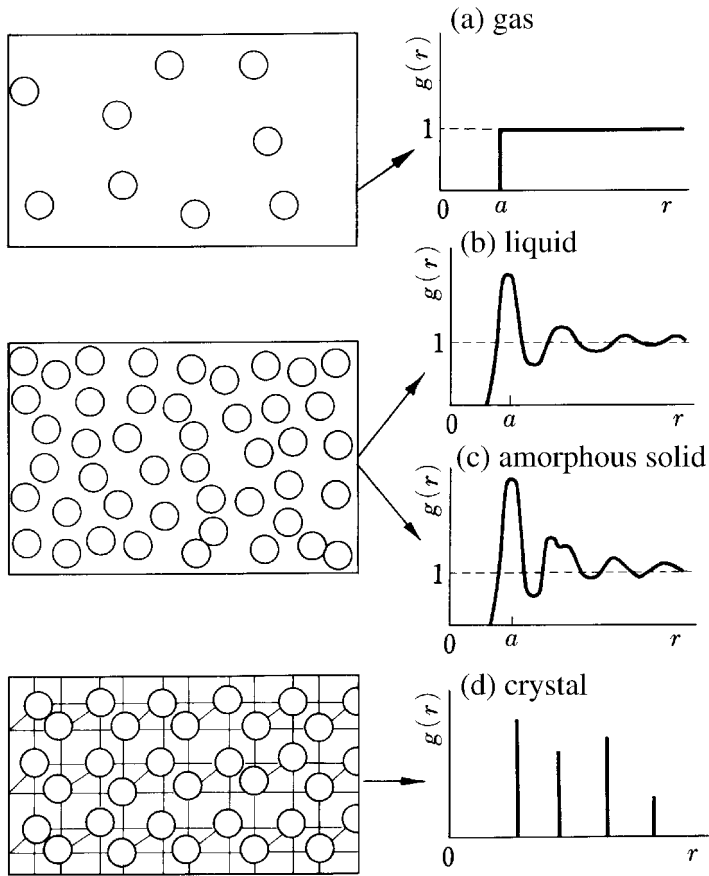 (a) gas
g(r)
1
0 a r
(b) liquid
g(r)
1
0 a r
(c) amorphous solid
g(r)
1
0 a r
(d) crystal
g(r)
0 r